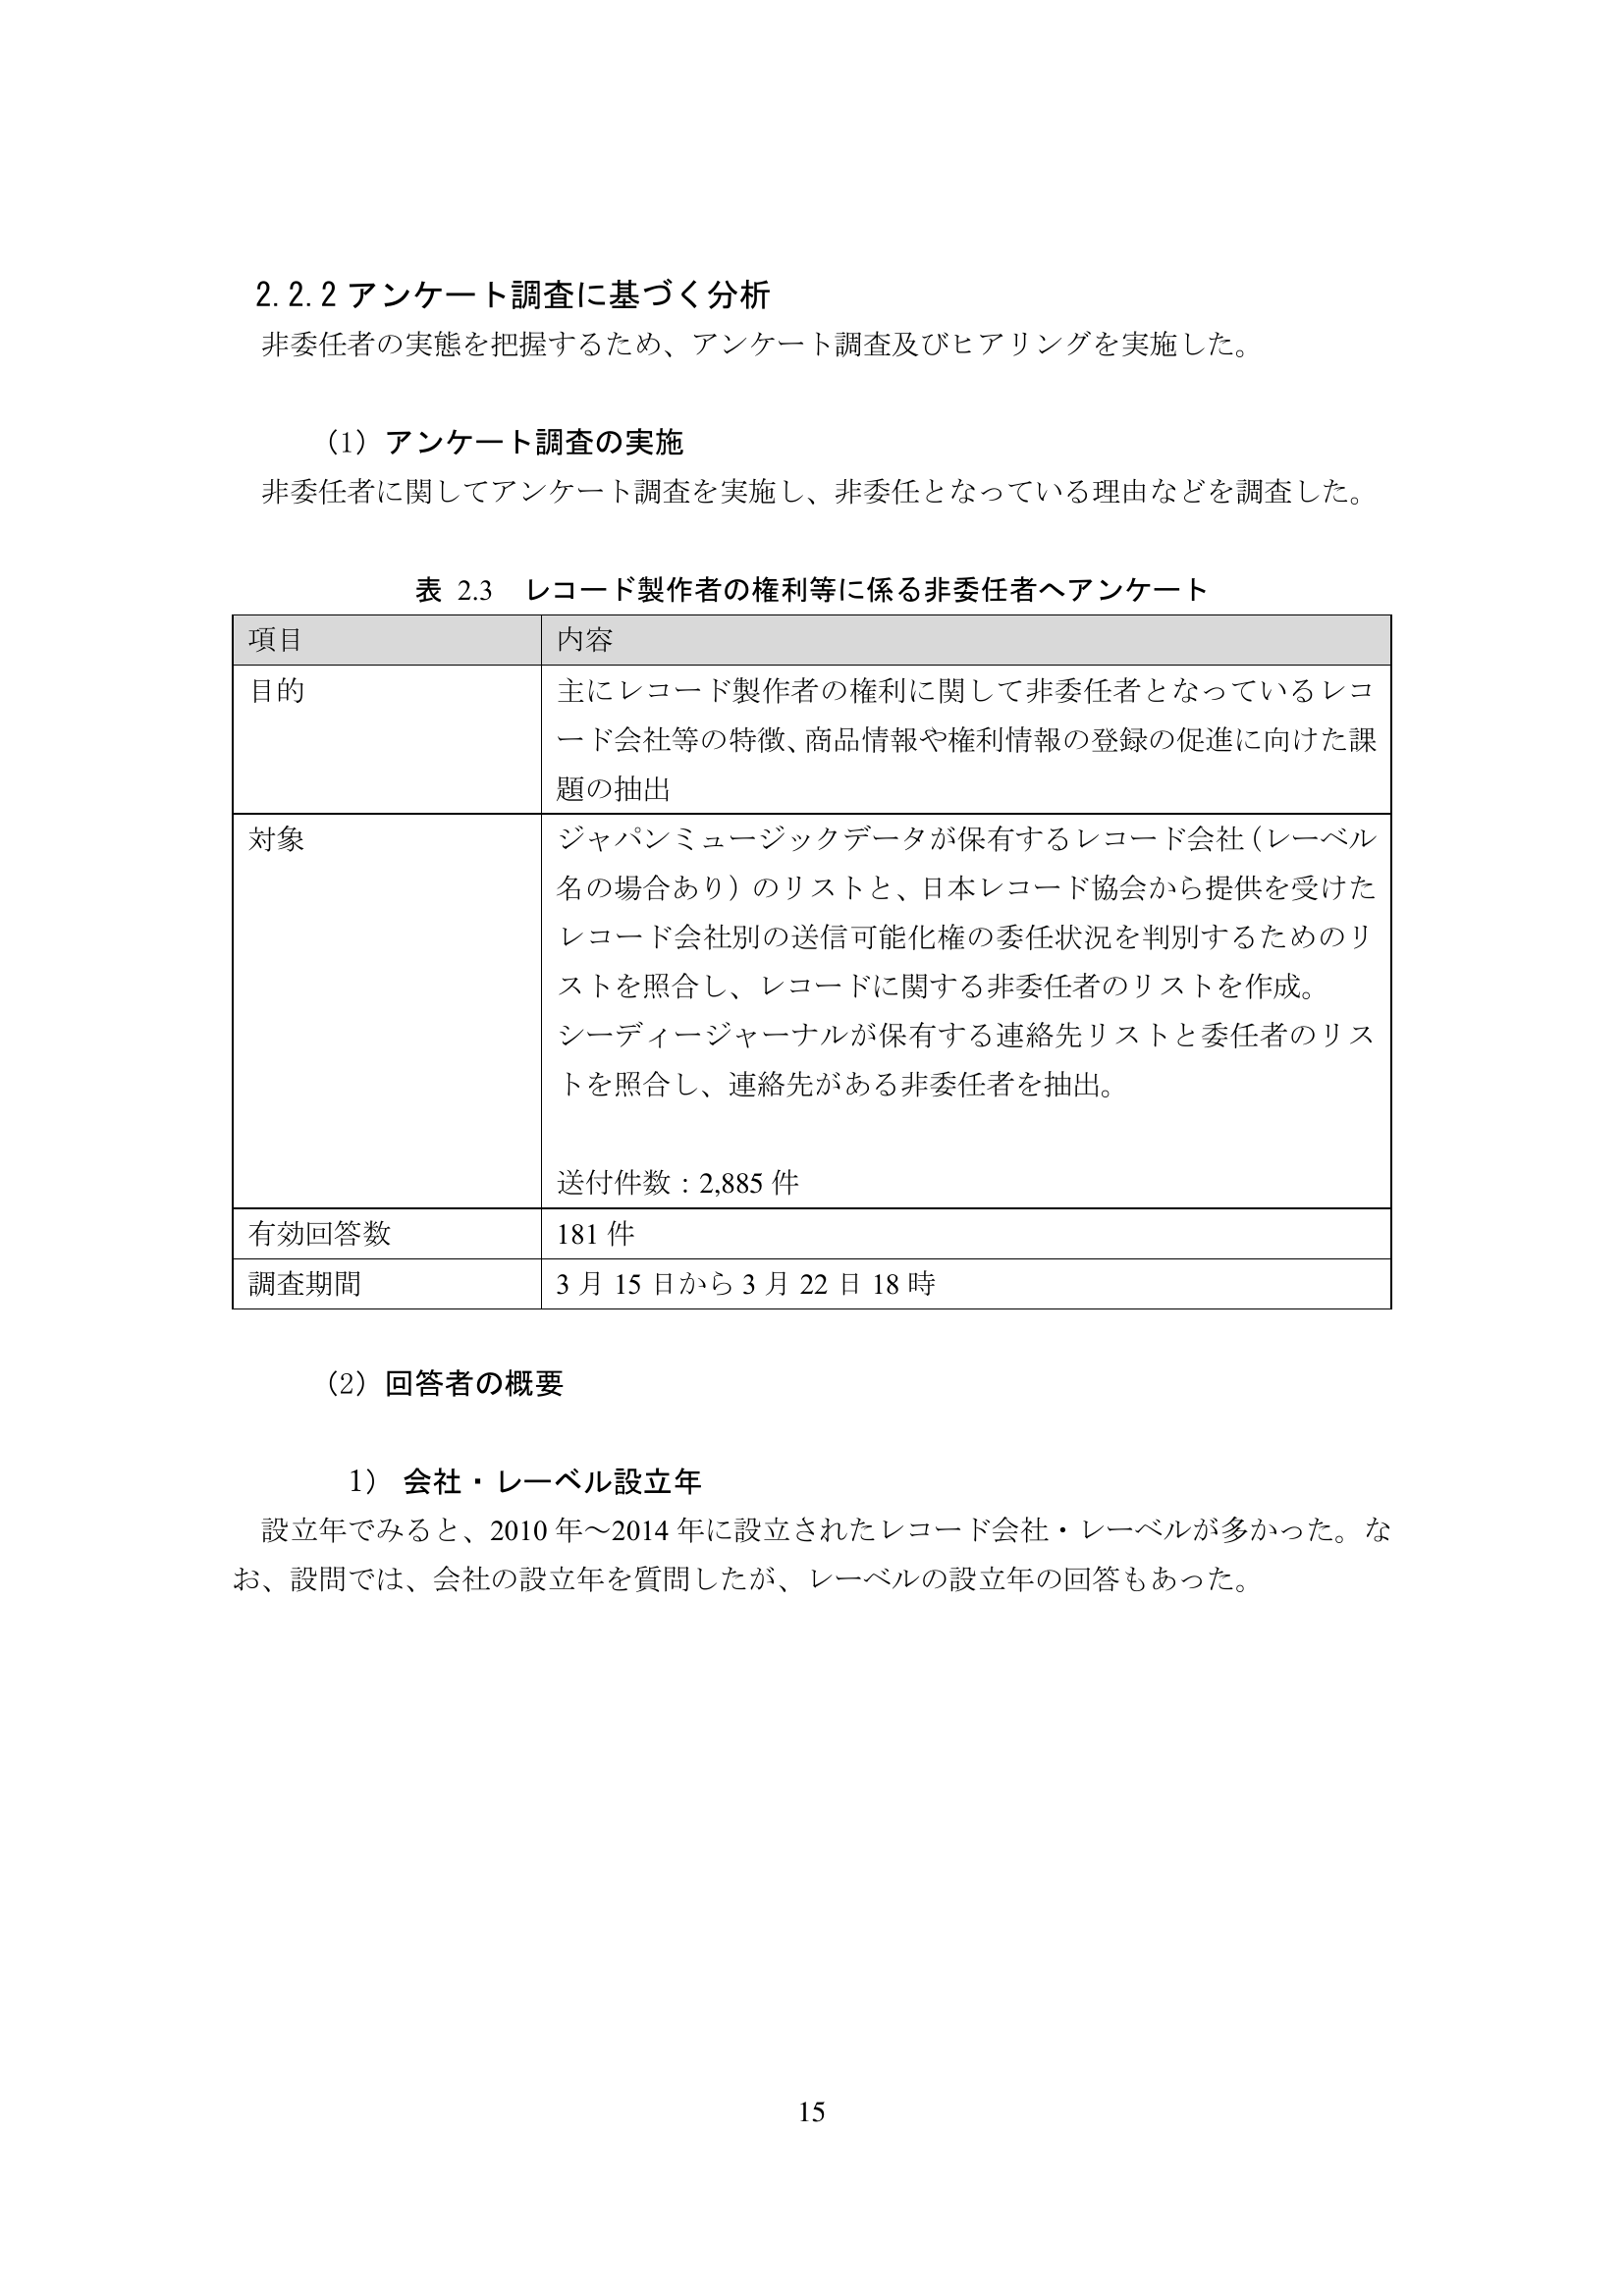 2.2.2 アンケート調査に基づく分析
非委任者の実態を把握するため、アンケート調査及びヒアリングを実施した。
（1）アンケート調査の実施
非委任者に関してアンケート調査を実施し、非委任となっている理由などを調査した。
表 2.3　レコード製作者の権利等に係る非委任者へアンケート
項目　内容
目的　主にレコード製作者の権利に関して非委任者となっているレコ
ード会社等の特徴、商品情報や権利情報の登録の促進に向けた課
題の抽出
対象　ジャパンミュージックデータが保有するレコード会社（レーベル
名の場合あり）のリストと、日本レコード協会から提供を受けた
レコード会社別の送信可能化権の委任状況を判別するためのリ
ストを照合し、レコードに関する非委任者のリストを作成。
シーディージャーナルが保有する連絡先リストと委任者のリス
トを照合し、連絡先がある非委任者を抽出。
送付件数：2,885 件
有効回答数　181 件
調査期間　3 月 15 日から 3 月 22 日 18 時
（2）回答者の概要
1） 会社・レーベル設立年
設立年でみると、2010 年～2014 年に設立されたレコード会社・レーベルが多かった。な
お、設問では、会社の設立年を質問したが、レーベルの設立年の回答もあった。
15